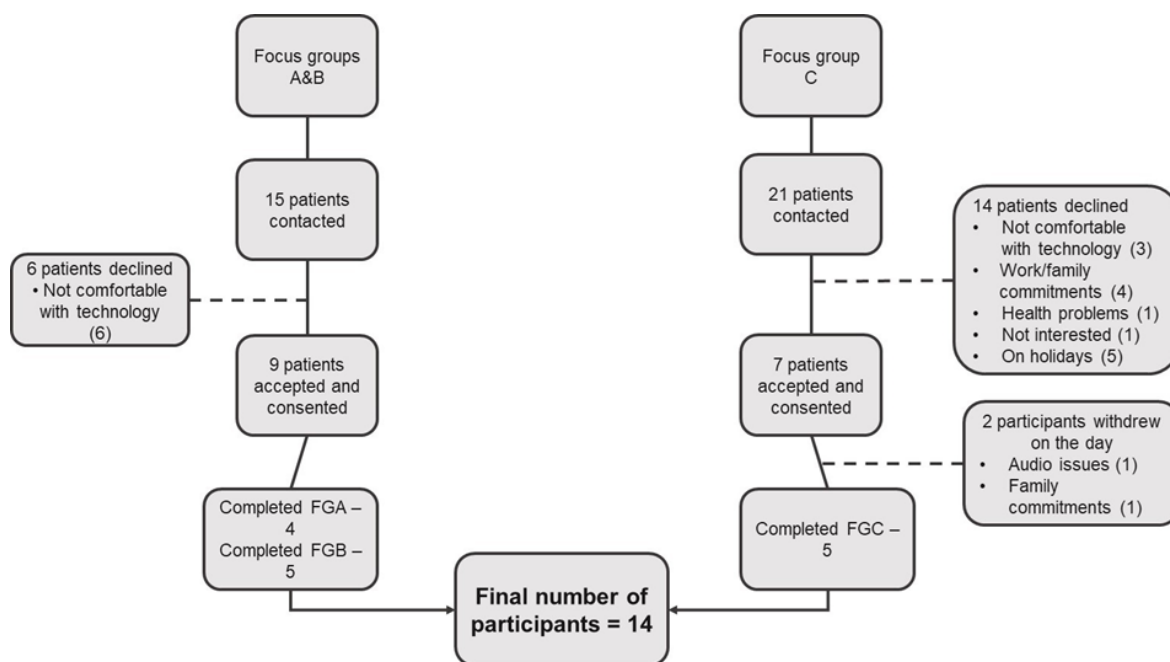 Focus groups
A&B
15 patients
contacted
6 patients declined
• Not comfortable
with technology
(6)
9 patients
accepted and
consented
Completed FGA –
4
Completed FGB –
5
Focus group
C
21 patients
contacted
14 patients declined
• Not comfortable
with technology (3)
• Work/family
commitments (4)
• Health problems (1)
• Not interested (1)
• On holidays (5)
7 patients
accepted and
consented
2 participants withdrew
on the day
• Audio issues (1)
• Family
commitments (1)
Completed FGC –
5
Final number of
participants = 14